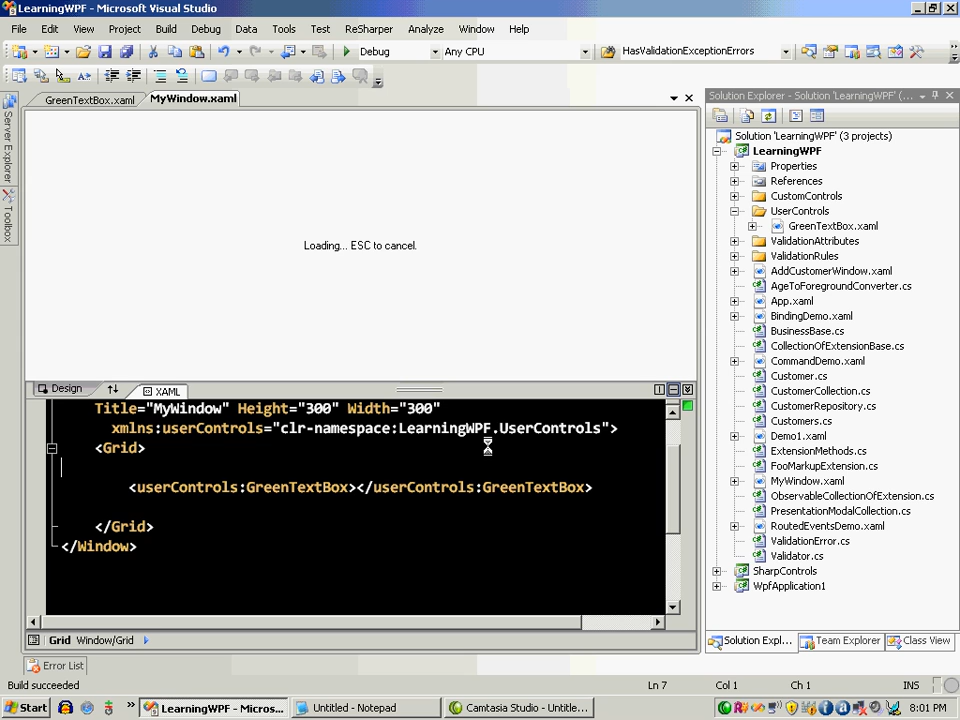 LearningWPF - Microsoft Visual Studio
File Edit View Project Build Debug Data Tools Test ReSharper Analyze Window Help
Debug Any CPU HasValidationExceptionErrors
GreenTextBox.xaml MyWindow.xaml
Server Explorer
Toolbox
Loading... ESC to cancel.
Design XAML
Title="MyWindow" Height="300" Width="300"
xmlns:userControls="clr-namespace:LearningWPF.UserControls">
<Grid>
<userControls:GreenTextBox></userControls:GreenTextBox>
</Grid>
</Window>
Grid Window/Grid
Error List
Solution Explorer - Solution 'LearningWPF' (...
Solution 'LearningWPF' (3 projects)
LearningWPF
Properties
References
CustomControls
UserControls
GreenTextBox.xaml
ValidationAttributes
ValidationRules
AddCustomerWindow.xaml
AgeToForegroundConverter.cs
App.xaml
BindingDemo.xaml
BusinessBase.cs
CollectionOfExtensionBase.cs
CommandDemo.xaml
Customer.cs
CustomerCollection.cs
CustomerRepository.cs
Customers.cs
Demo1.xaml
ExtensionMethods.cs
FooMarkupExtension.cs
MyWindow.xaml
ObservableCollectionOfExtension.cs
PresentationModalCollection.cs
RoutedEventsDemo.xaml
ValidationError.cs
Validator.cs
SharpControls
WpfApplication1
Solution Expl... Team Explorer Class View
Build succeeded Ln 7 Col 1 Ch 1 INS
Start LearningWPF - Micros... Untitled - Notepad Camtasia Studio - Untitle... 8:01 PM